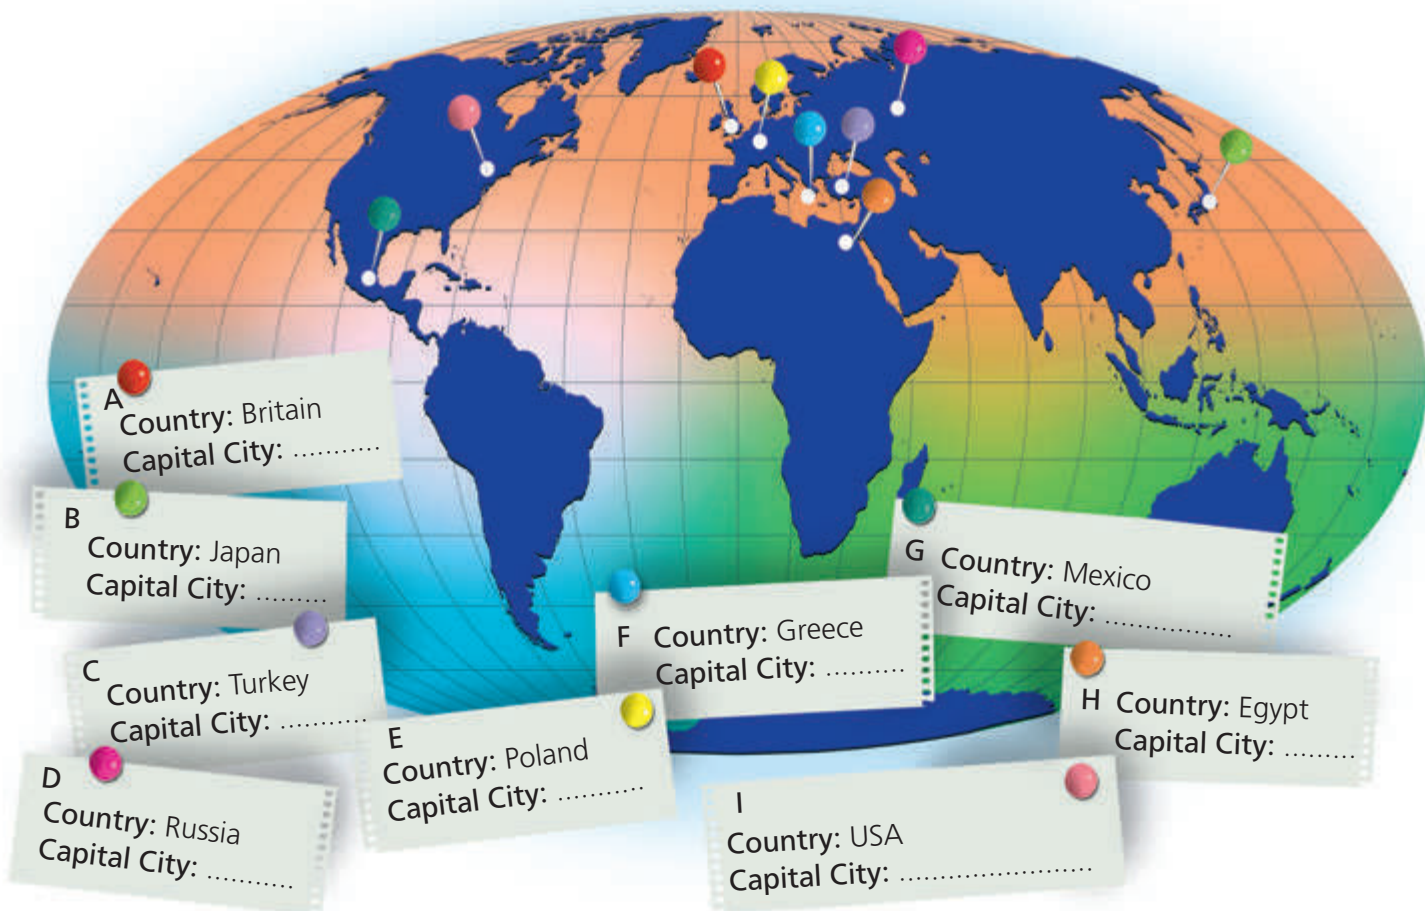 A
Country: Britain
Capital City: ...........
B
Country: Japan
Capital City: .........
C
Country: Turkey
Capital City: ...........
D
Country: Russia
Capital City: ...........
E
Country: Poland
Capital City: ...........
F Country: Greece
Capital City: ..........
G Country: Mexico
Capital City: ................
H Country: Egypt
Capital City: .........
I
Country: USA
Capital City: ........................